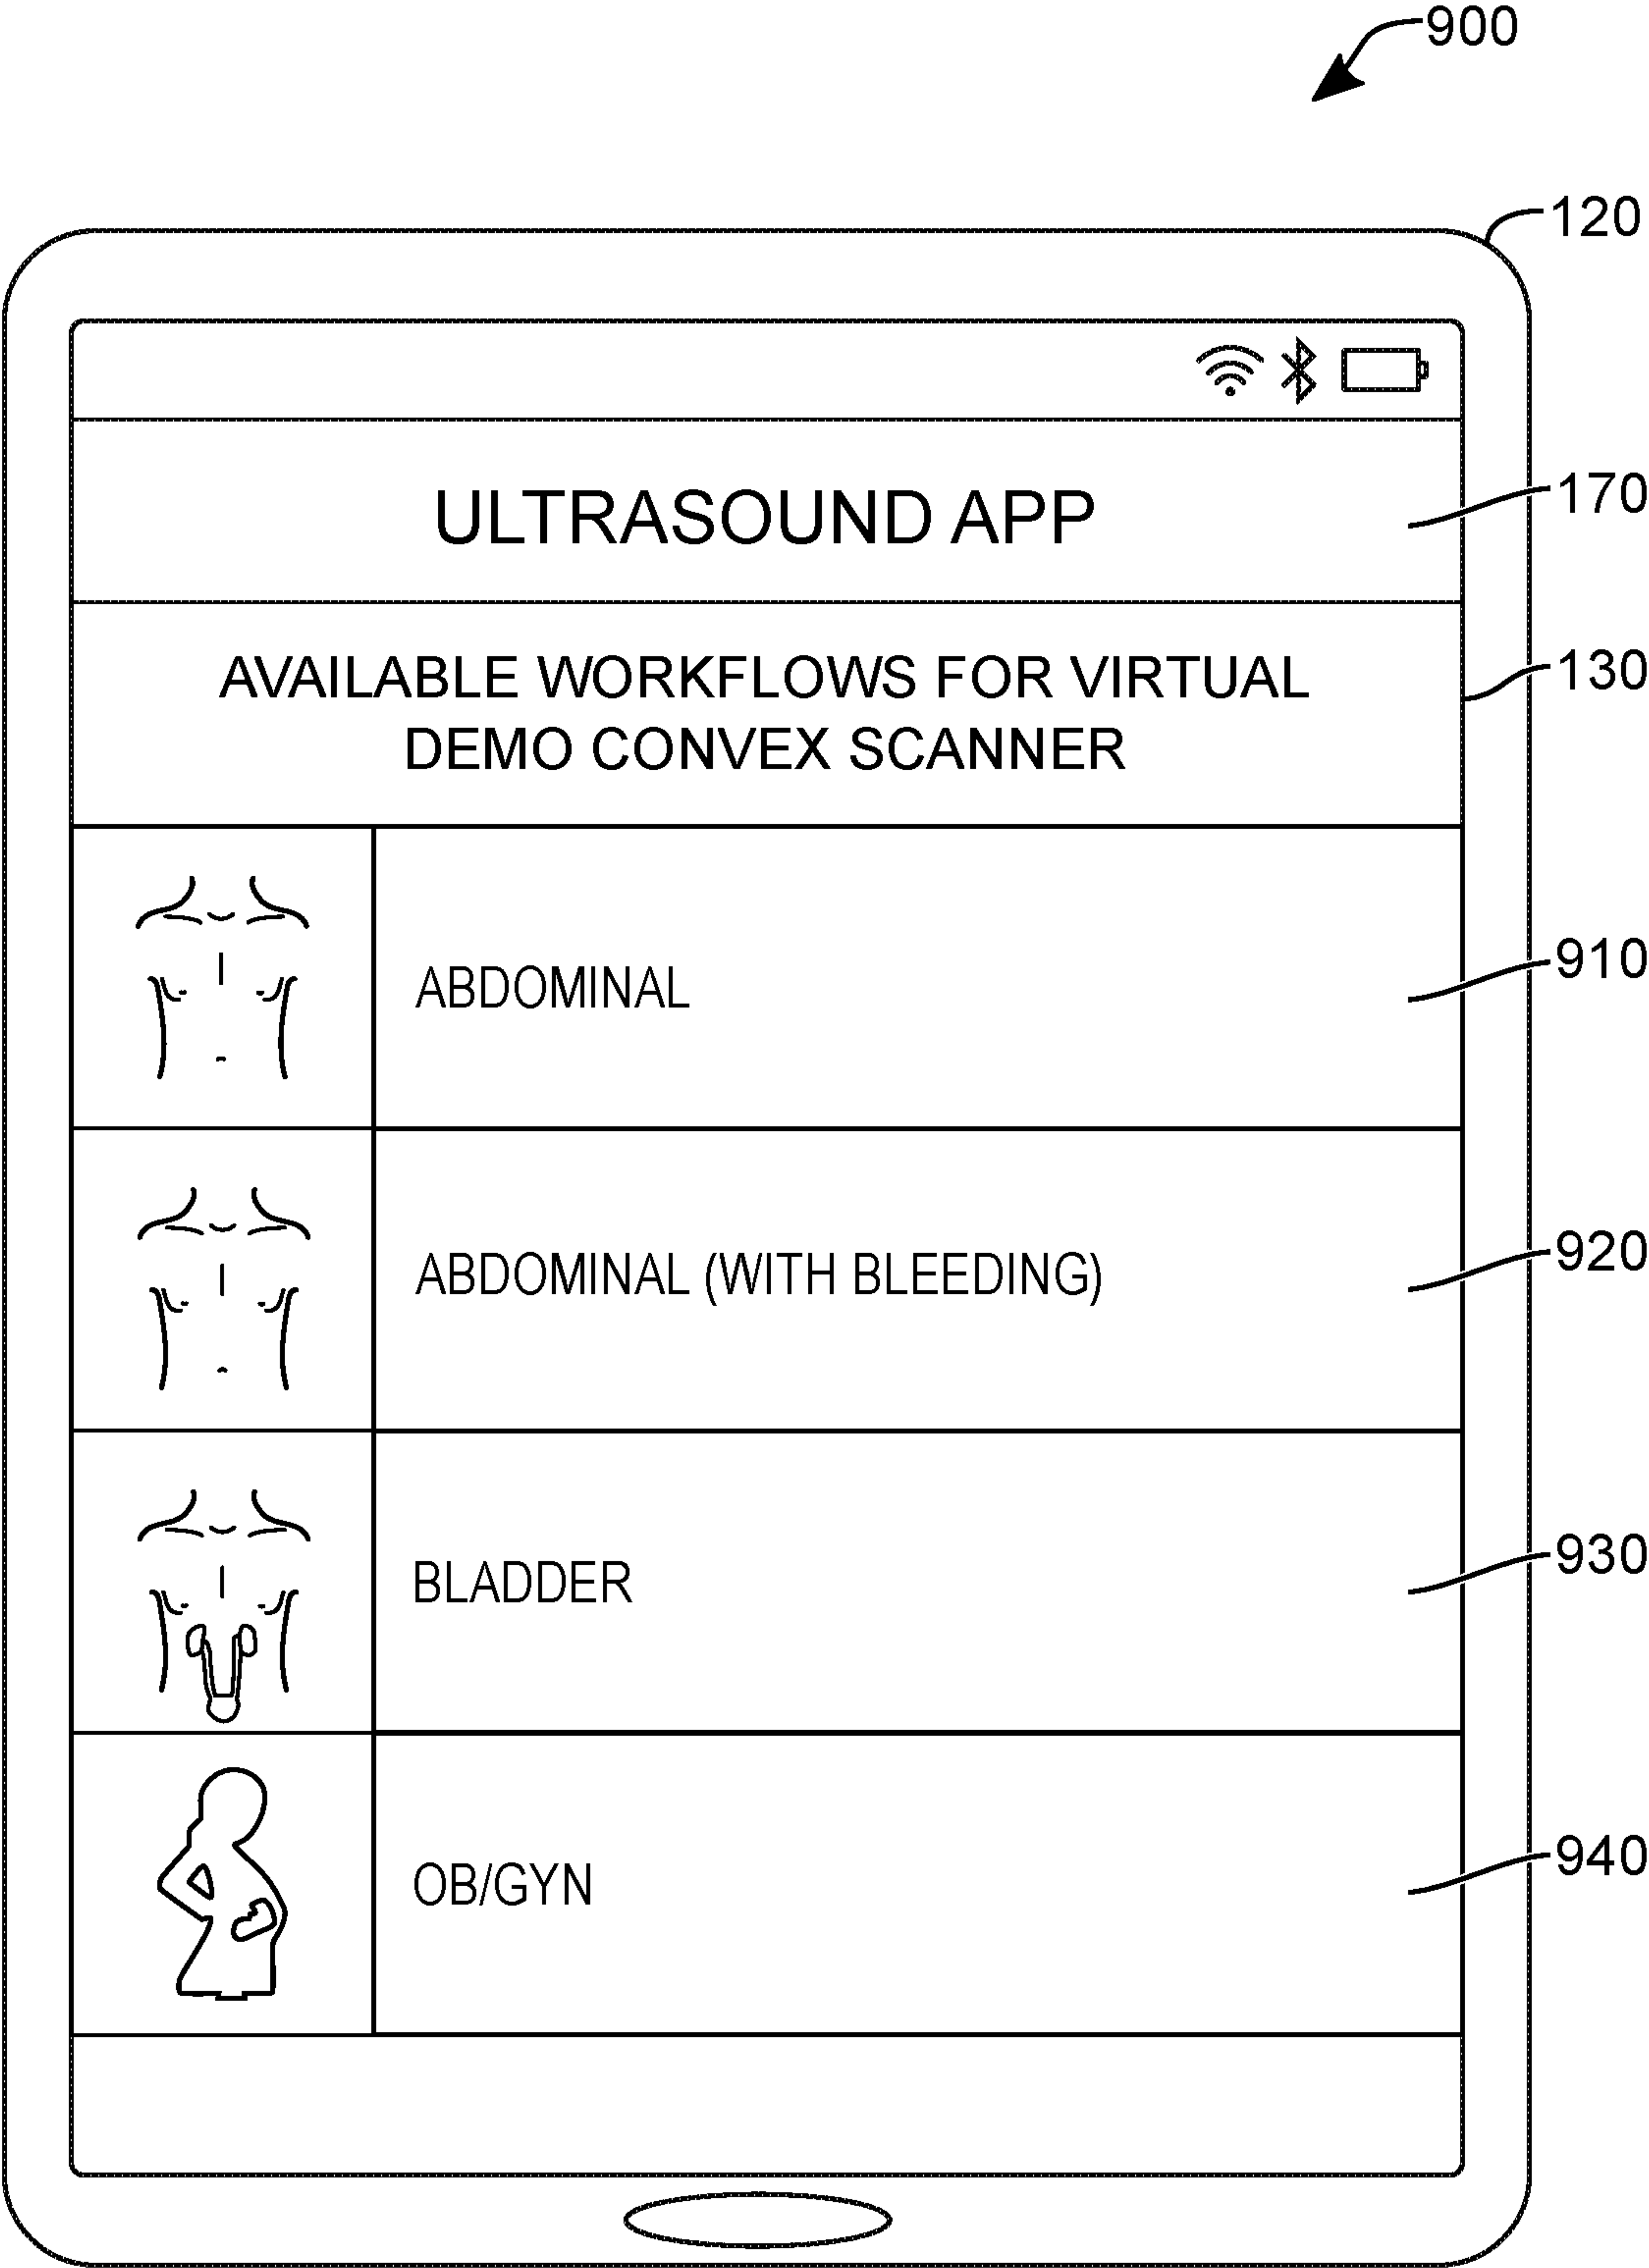 900
120
ULTRASOUND APP
170
AVAILABLE WORKFLOWS FOR VIRTUAL
DEMO CONVEX SCANNER
130
ABDOMINAL
910
ABDOMINAL (WITH BLEEDING)
920
BLADDER
930
OB/GYN
940